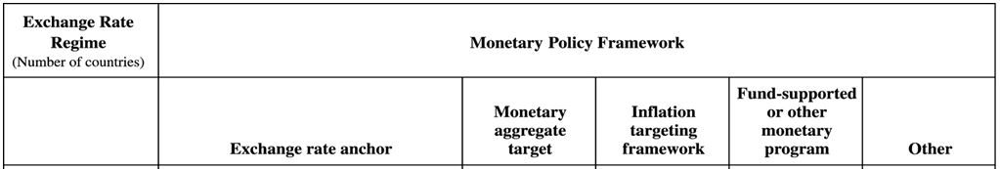 Exchange Rate
Regime
(Number of countries)
Monetary Policy Framework
Exchange rate anchor
Monetary
aggregate
target
Inflation
targeting
framework
Fund-supported
or other
monetary
program
Other